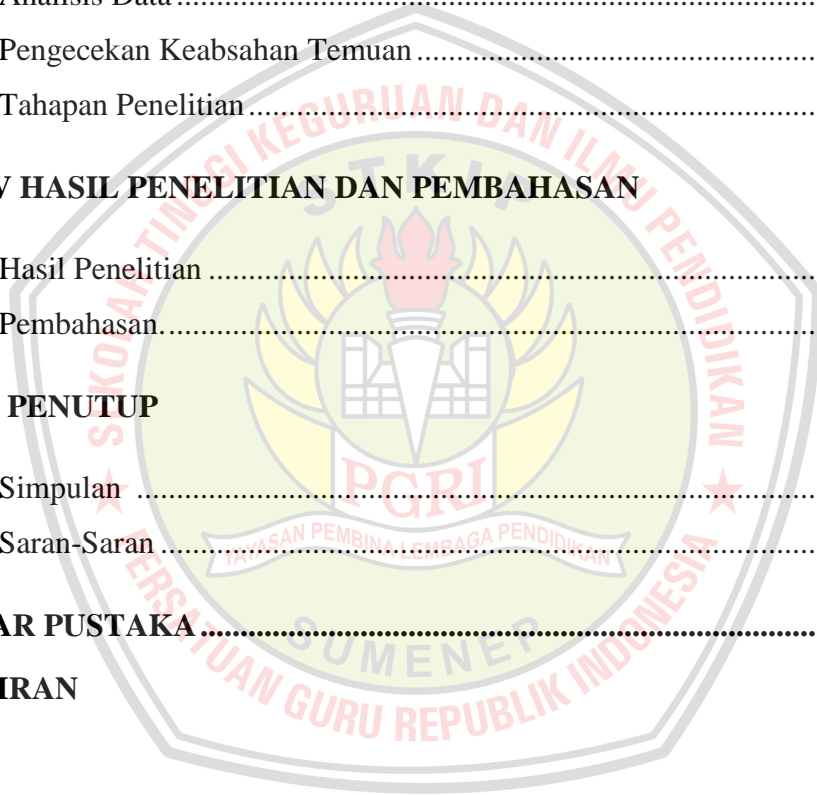 Analisis Data ................................................................
Pengecekan Keabsahan Temuan ................................................................
Tahapan Penelitian ................................................................
V HASIL PENELITIAN DAN PEMBAHASAN
Hasil Penelitian ................................................................
Pembahasan. ................................................................
PENUTUP
Simpulan ................................................................
Saran-Saran ................................................................
AR PUSTAKA ................................................................
IRAN
SEKOLAH TINGGI KEGURUAN DAN ILMU PENDIDIKAN
STKIP
PGRI
YAYASAN PEMBINA LEMBAGA PENDIDIKAN
SUMENEP
PERSATUAN GURU REPUBLIK INDONESIA